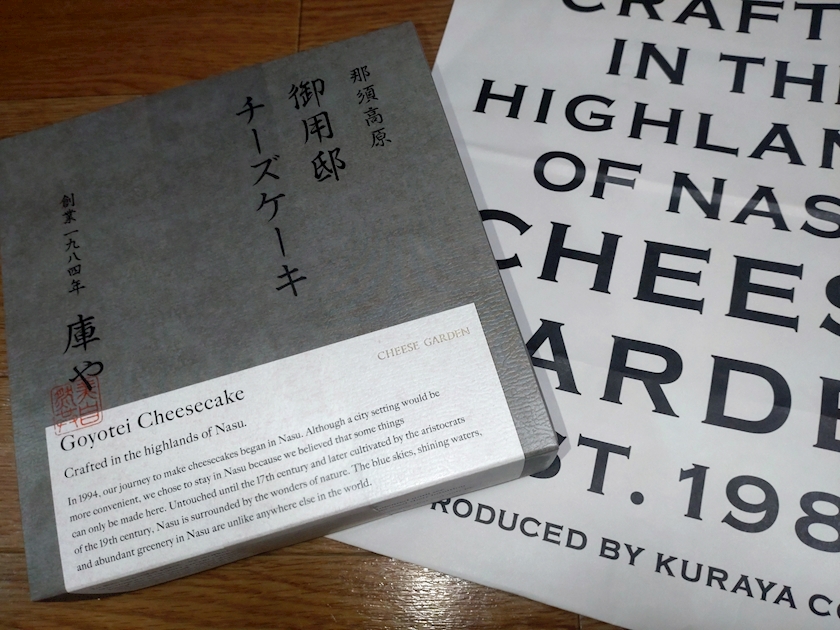 那須高原
御用邸
チーズケーキ
創業一九八四年
庫や
CHEESE GARDEN
Goyotei Cheesecake
Crafted in the highlands of Nasu.
In 1994, our journey to make cheesecakes began in Nasu. Although a city setting would be
more convenient, we chose to stay in Nasu because we believed that some things
can only be made here. Untouched until the 17th century and later cultivated by the aristocrats
of the 19th century. Nasu is surrounded by the wonders of nature. The blue skies, shining waters,
and abundant greenery in Nasu are unlike anywhere else in the world.
CRAFT
IN THE
HIGHLAN
OF NAS
CHEES
ARDE
ST. 198
RODUCED BY KURAYA CO